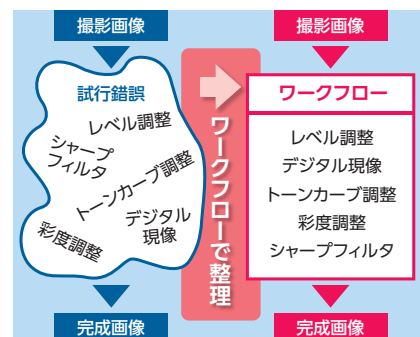 撮影画像
試行錯誤
レベル調整
シャープ
フィルタ
トーンカーブ調整
デジタル
現像
彩度調整
完成画像
ワークフローで整理
撮影画像
ワークフロー
レベル調整
デジタル現像
トーンカーブ調整
彩度調整
シャープフィルタ
完成画像